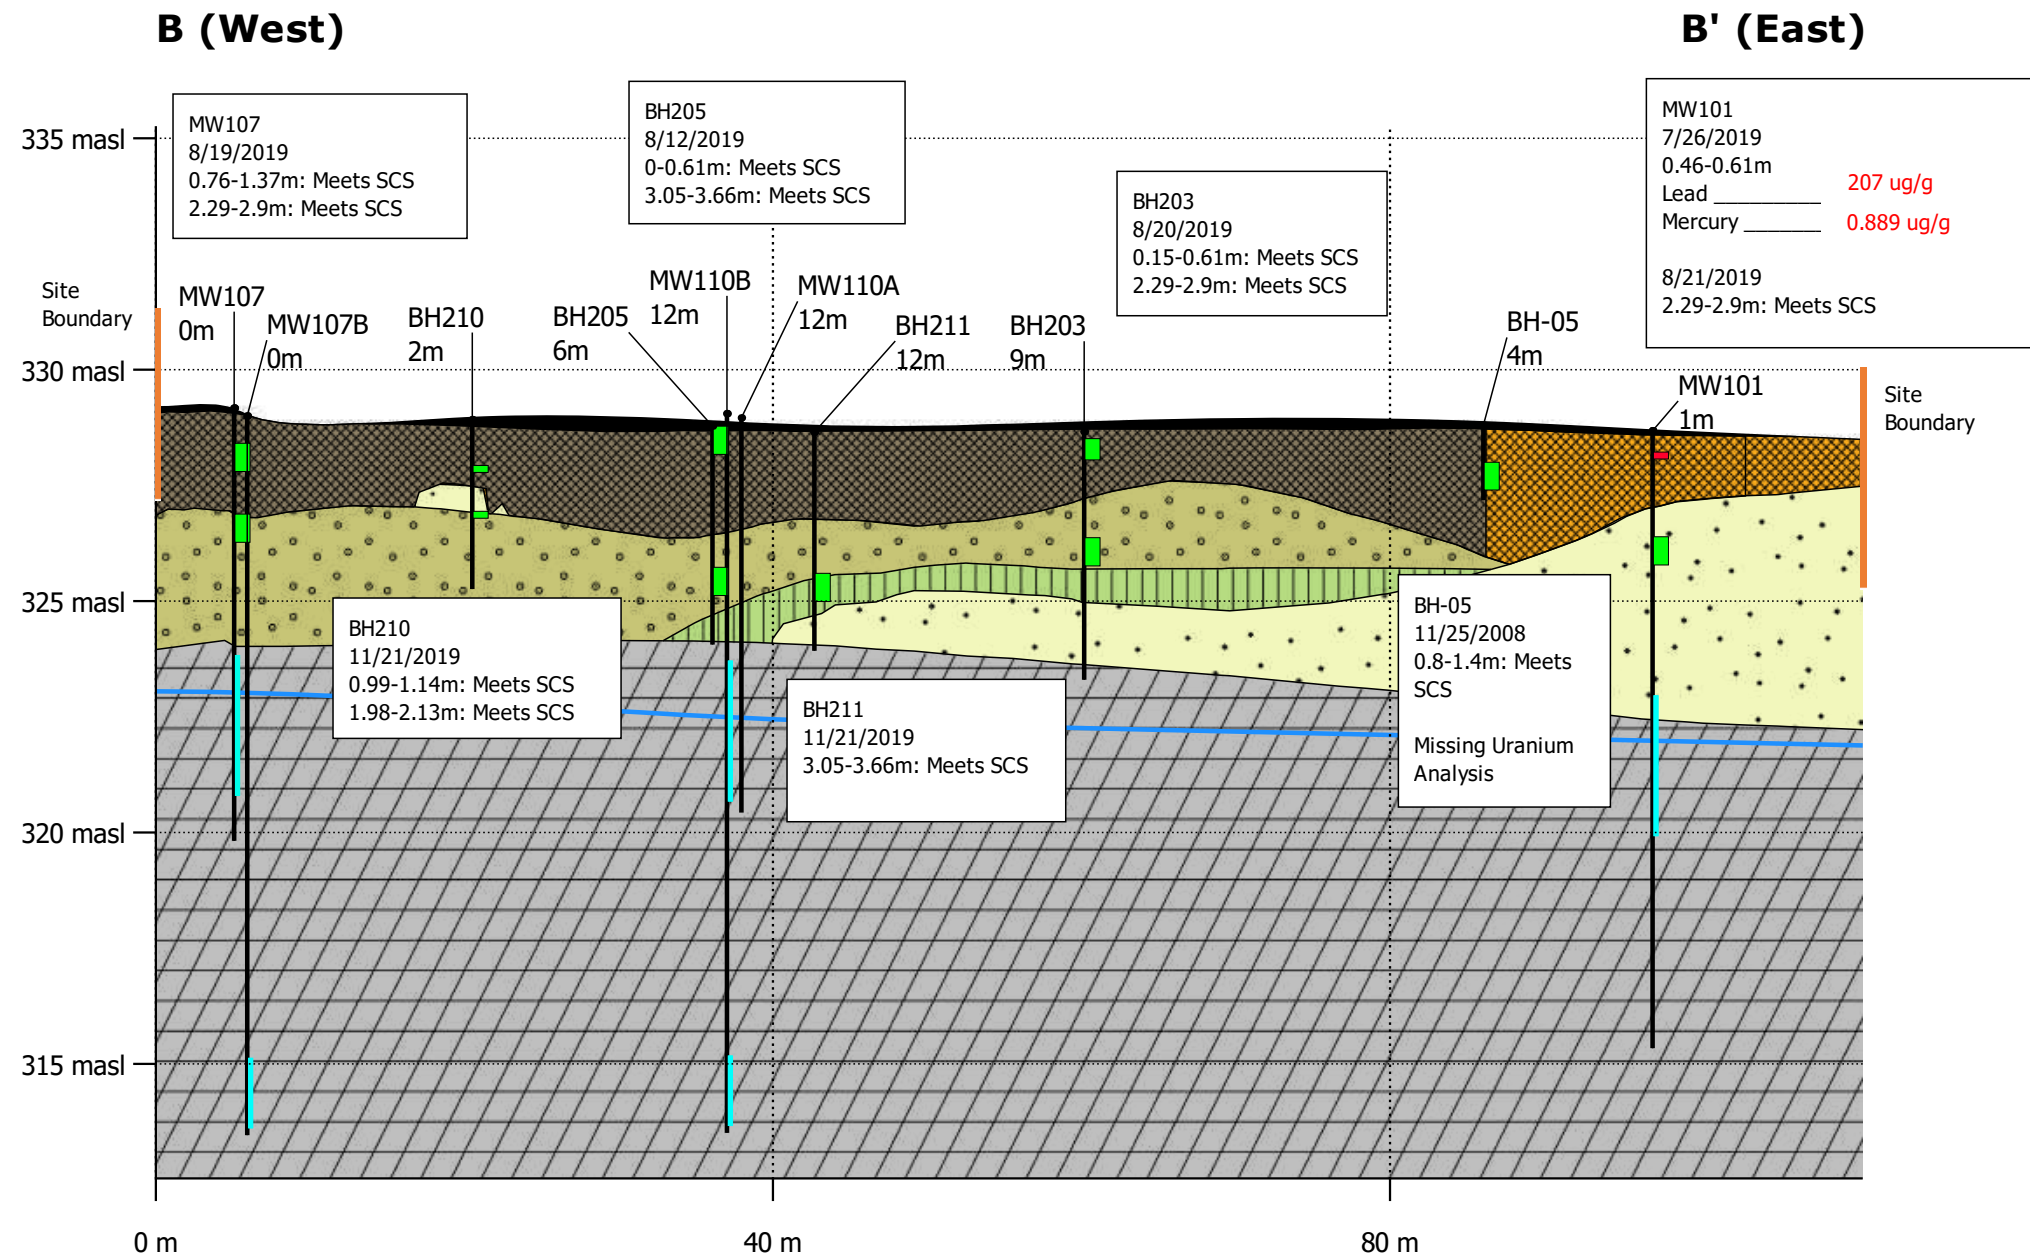 B (West)
B' (East)
335 masl
330 masl
325 masl
320 masl
315 masl
MW107
8/19/2019
0.76-1.37m: Meets SCS
2.29-2.9m: Meets SCS
BH205
8/12/2019
0-0.61m: Meets SCS
3.05-3.66m: Meets SCS
BH203
8/20/2019
0.15-0.61m: Meets SCS
2.29-2.9m: Meets SCS
MW101
7/26/2019
0.46-0.61m
Lead _________ 207 ug/g
Mercury _______ 0.889 ug/g
8/21/2019
2.29-2.9m: Meets SCS
Site
Boundary
MW107
0m
MW107B
0m
BH210
2m
BH205
6m
MW110B
12m
MW110A
12m
BH211
12m
BH203
9m
BH-05
4m
MW101
1m
Site
Boundary
BH210
11/21/2019
0.99-1.14m: Meets SCS
1.98-2.13m: Meets SCS
BH211
11/21/2019
3.05-3.66m: Meets SCS
BH-05
11/25/2008
0.8-1.4m: Meets
SCS
Missing Uranium
Analysis
0 m
40 m
80 m